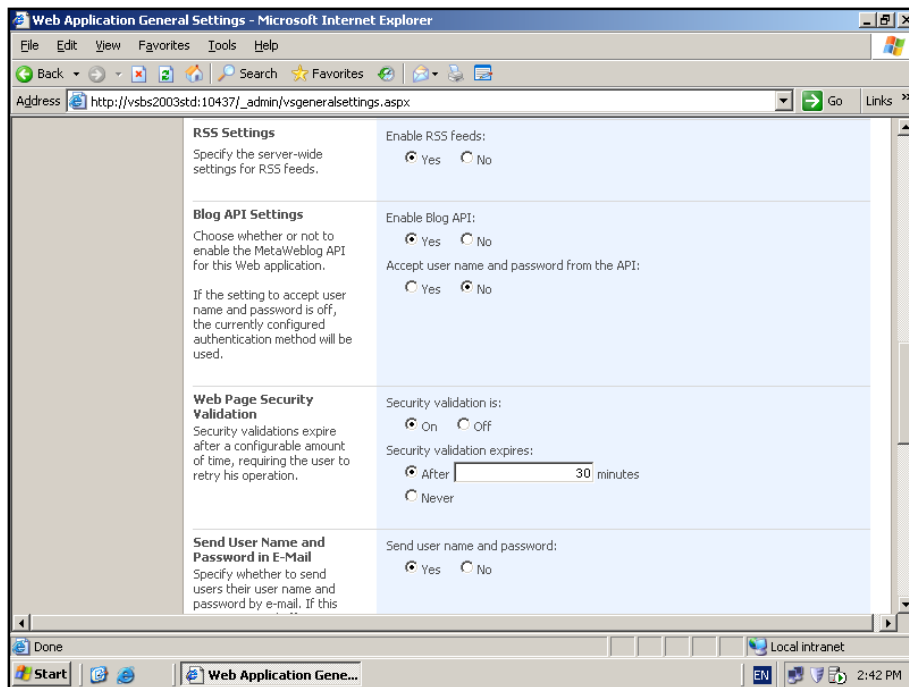 Web Application General Settings - Microsoft Internet Explorer
File Edit View Favorites Tools Help
Back Search Favorites
Address http://vsbs2003std:10437/_admin/vsgeneralsettings.aspx Go Links »
RSS Settings
Specify the server-wide
settings for RSS feeds.
Enable RSS feeds:
Yes No
Blog API Settings
Choose whether or not to
enable the MetaWeblog API
for this Web application.
If the setting to accept user
name and password is off,
the currently configured
authentication method will be
used.
Enable Blog API:
Yes No
Accept user name and password from the API:
Yes No
Web Page Security
Validation
Security validations expire
after a configurable amount
of time, requiring the user to
retry his operation.
Security validation is:
On Off
Security validation expires:
After 30 minutes
Never
Send User Name and
Password in E-Mail
Specify whether to send
users their user name and
password by e-mail. If this
Send user name and password:
Yes No
Done Local intranet
Start Web Application Gene... EN 2:42 PM